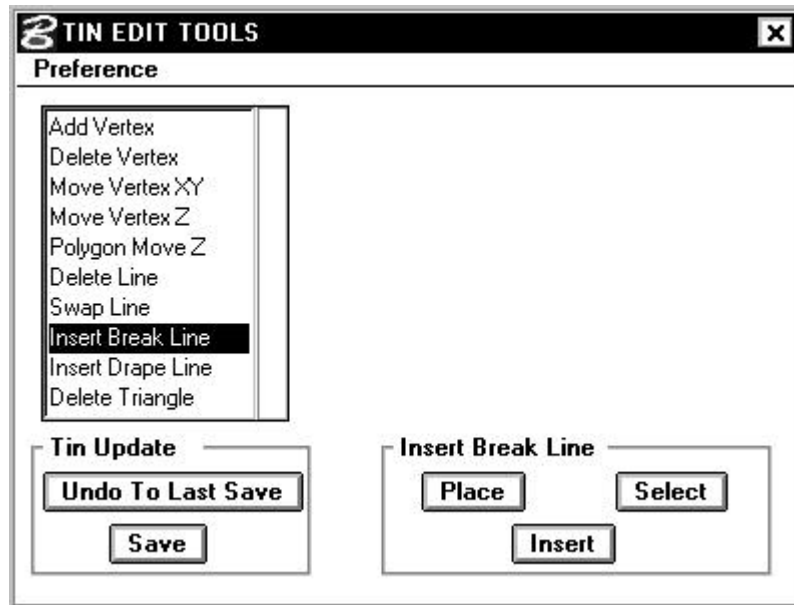 TIN EDIT TOOLS
Preference
Add Vertex
Delete Vertex
Move Vertex XY
Move Vertex Z
Polygon Move Z
Delete Line
Swap Line
Insert Break Line
Insert Drape Line
Delete Triangle
Tin Update
Undo To Last Save
Save
Insert Break Line
Place
Select
Insert